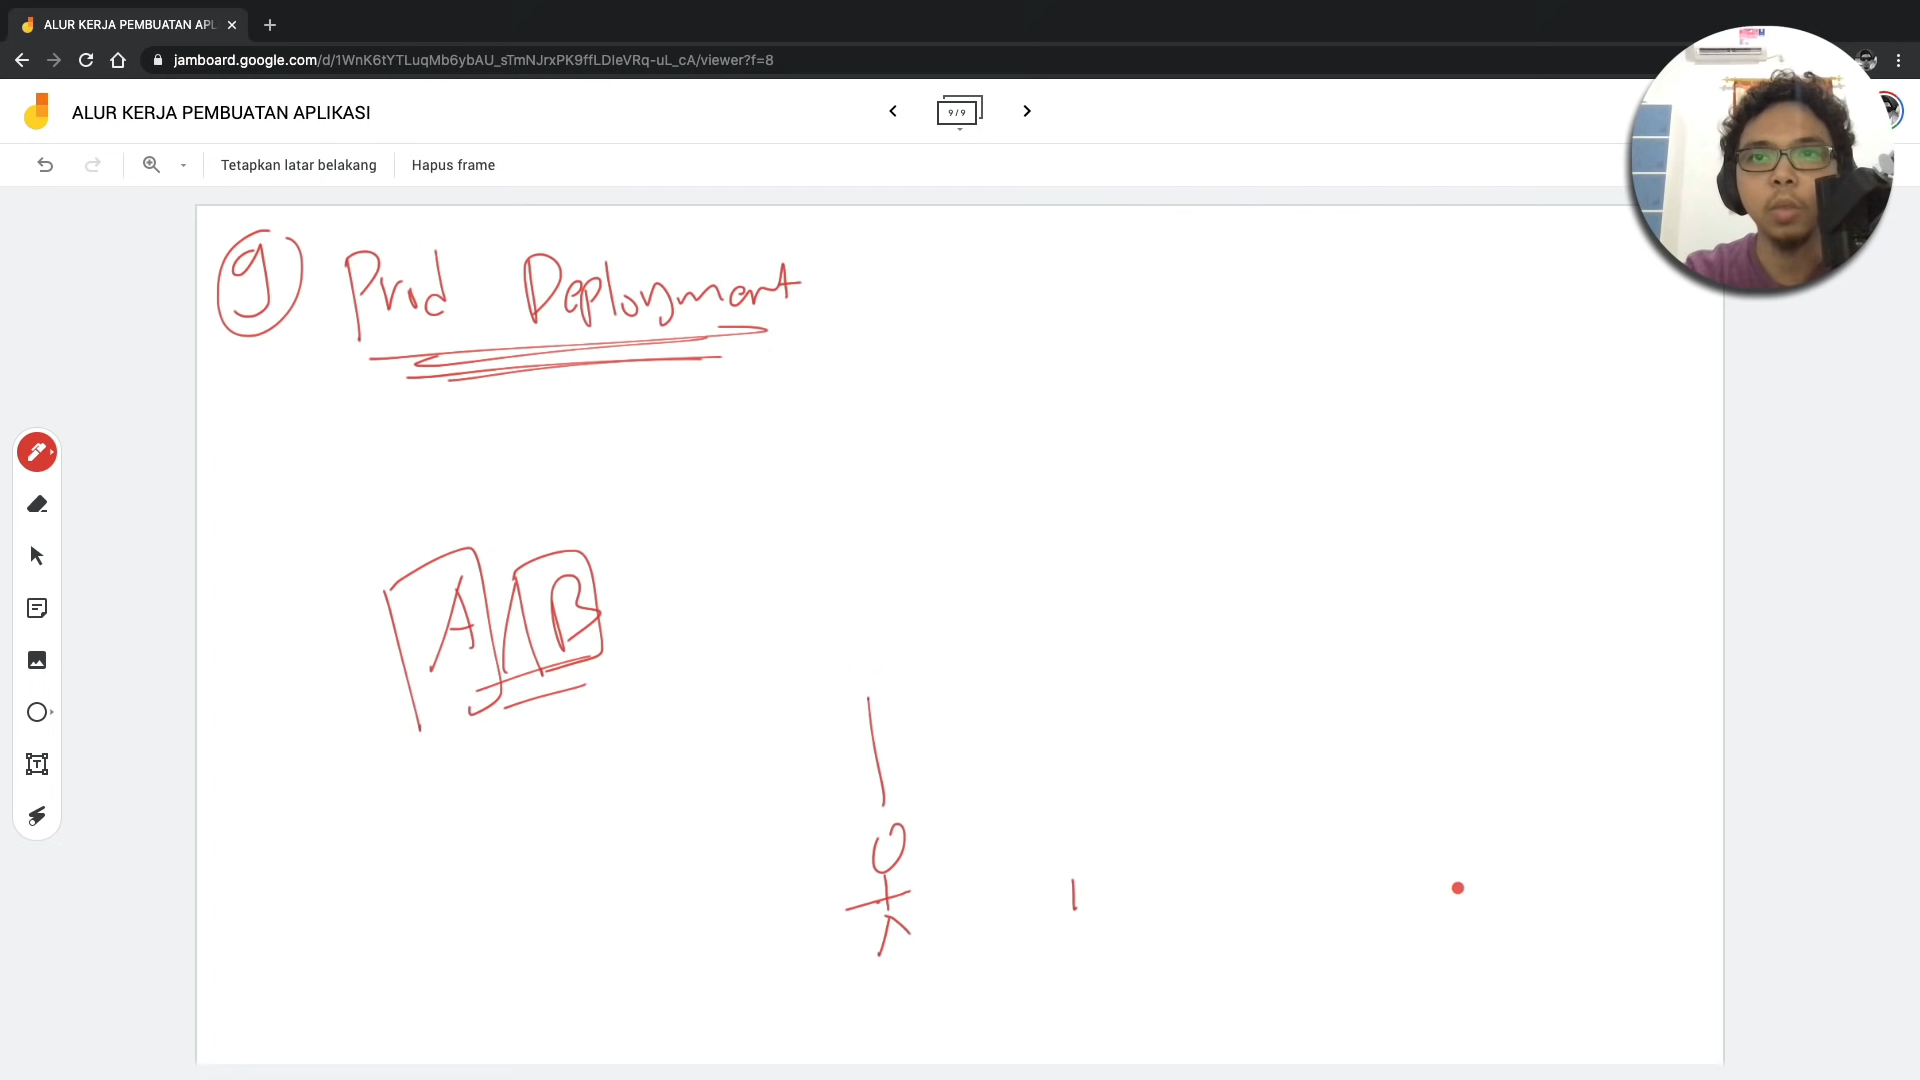 ALUR KERJA PEMBUATAN APL
jamboard.google.com/d/1WnK6tYTLuqMb6ybAU_sTmNJrxPK9ffLDIeVRq-uL_cA/viewer?f=8
ALUR KERJA PEMBUATAN APLIKASI
9/9
Tetapkan latar belakang
Hapus frame
9 Prod Deployment
A/B
T